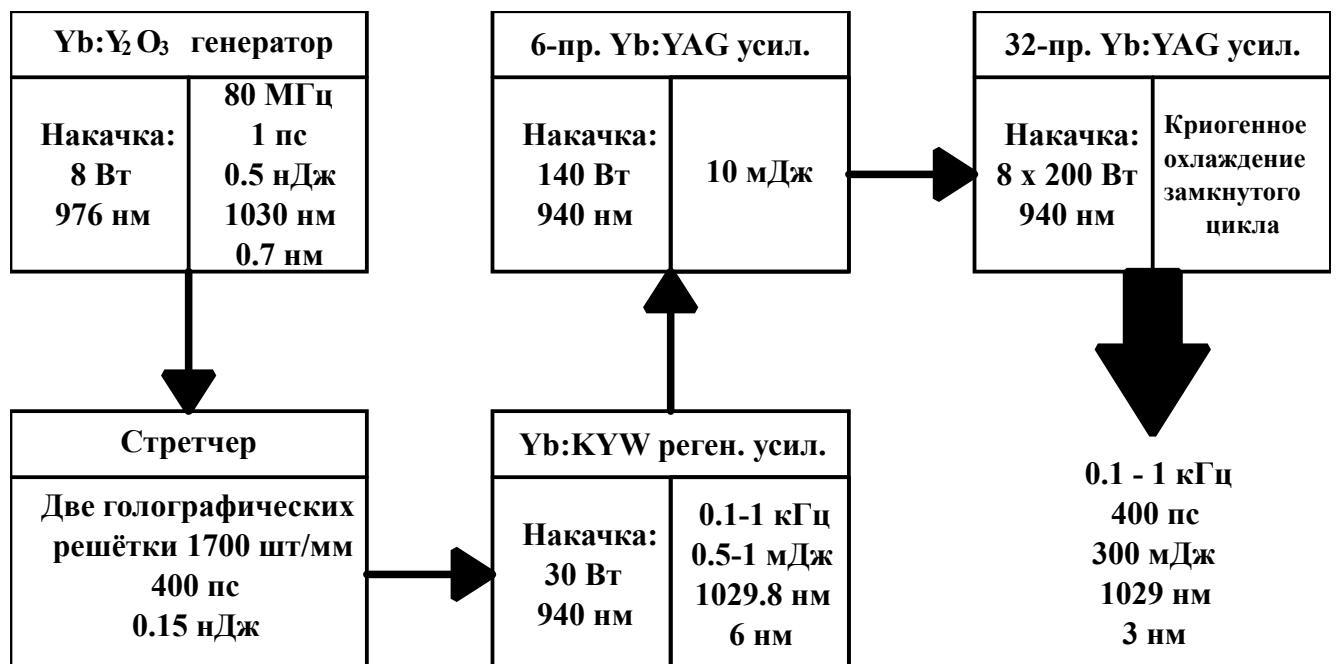 Yb:Y₂O₃ генератор
Накачка:
8 Вт
976 нм
80 МГц
1 пс
0.5 нДж
1030 нм
0.7 нм
6-пр. Yb:YAG усил.
Накачка:
140 Вт
940 нм
10 мДж
32-пр. Yb:YAG усил.
Накачка:
8 x 200 Вт
940 нм
Криогенное
охлаждение
замкнутого
цикла
Стретчер
Две голографических
решётки 1700 шт/мм
400 пс
0.15 нДж
Yb:KYW реген. усил.
Накачка:
30 Вт
940 нм
0.1-1 кГц
0.5-1 мДж
1029.8 нм
6 нм
0.1 - 1 кГц
400 пс
300 мДж
1029 нм
3 нм